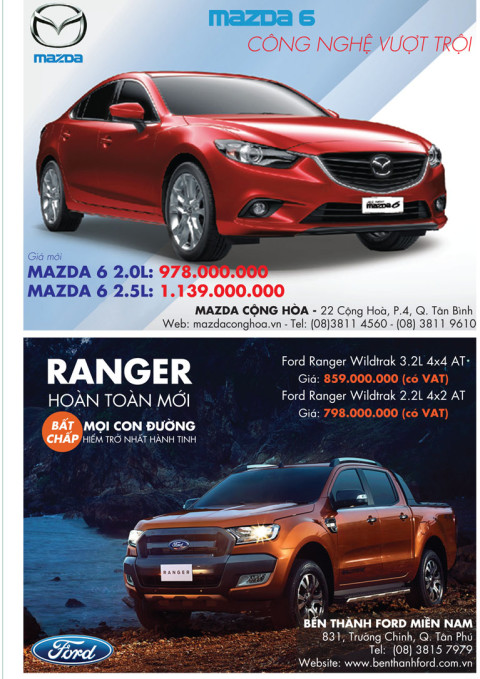 mazda 6
CÔNG NGHỆ VƯỢT TRỘI
mazda
mazda 6
Giá mới
MAZDA 6 2.0L: 978.000.000
MAZDA 6 2.5L: 1.139.000.000
MAZDA CỘNG HÒA - 22 Cộng Hoà, P.4, Q. Tân Bình
Web: mazdaconghoa.vn - Tel: (08)3811 4560 - (08) 3811 9610
RANGER
HOÀN TOÀN MỚI
BẤT CHẤP
MỌI CON ĐƯỜNG
HIỂM TRỞ NHẤT HÀNH TINH
Ford Ranger Wildtrak 3.2L 4x4 AT
Giá: 859.000.000 (có VAT)
Ford Ranger Wildtrak 2.2L 4x2 AT
Giá: 798.000.000 (có VAT)
Ford
RANGER
BẾN THÀNH FORD MIỀN NAM
831, Trường Chinh, Q. Tân Phú
Tel: (08) 3815 7979
Website: www.benthanhford.com.vn
Ford